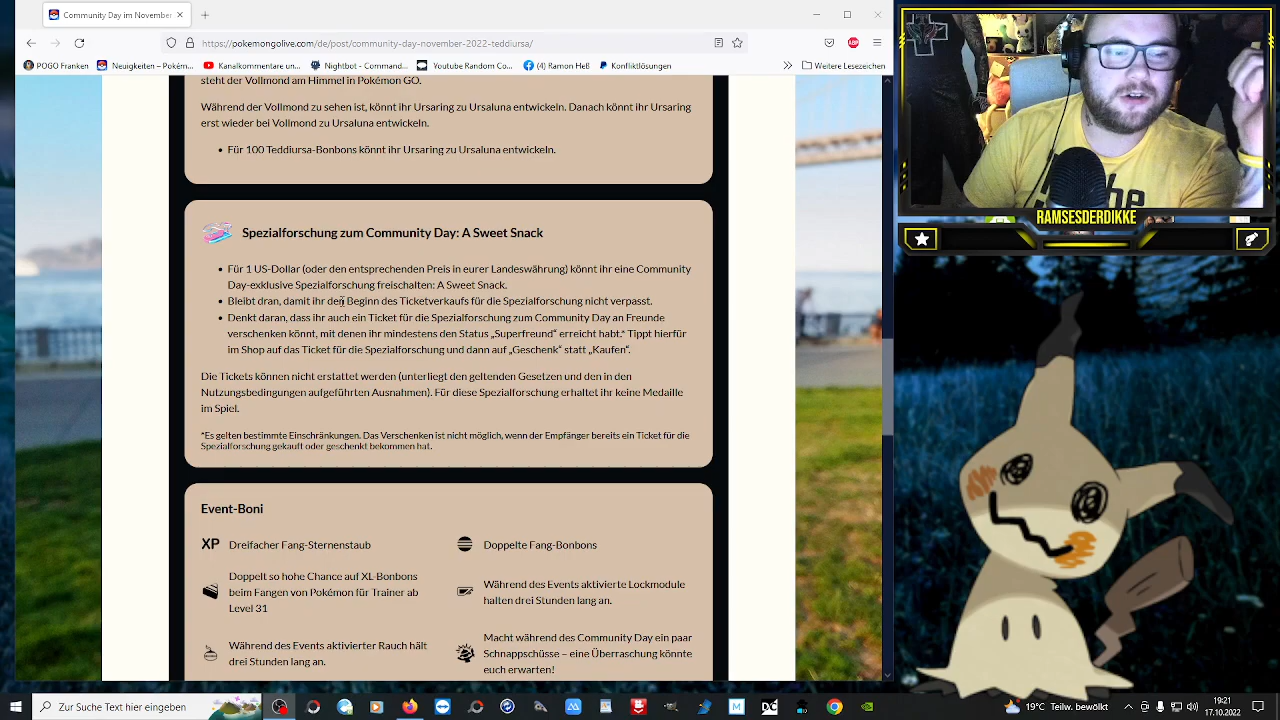 Community Day im November
https://pokemongolive.com/de/post/community-day-november-2022-teddiursa/
POGO Franken
Neuigkeiten – Pokém...
Kanalkommentare un...
Nightbot - Command...
Youtube Random Co...
(4) Ramon Heß
Konfliktlösungen
Weitere Lesezeichen
steht der Vollmond am Himmel in Pokémon GO.
Während der Vollmond zu sehen ist, könnt ihr Ursaring zu Ursaluna entwickeln. Danach könnt ihr Ursaring
erst wieder bei Vollmond zu Ursaluna entwickeln.
Für 100 Teddiursa-Bonbons könnt ihr Ursaring zu Ursaluna entwickeln.
Spezialforschung zum Community Day: A Sweet Snack
Für 1 US-Dollar (oder den entsprechenden Preis in eurer Landeswährung) könnt ihr eine Community
Day-exklusive Spezialforschung freischalten: A Sweet Snack.
Bleibt dran, damit ihr den Beginn des Ticketverkaufs für die Spezialforschung nicht verpasst.
Denkt daran, dass ihr auch ein Ticket für die Spezialforschung zum Community Day an Freunde
verschenken könnt, mit denen ihr mindestens den Status „Superfreund“ erreicht habt.* Tippt hierfür
im Shop auf das Ticket für die Spezialforschung und dann auf „Geschenk“ statt „Kaufen“.
Die Tickets können nicht erstattet werden (unterliegt den geltenden Gesetzen und den in den
Nutzungsbedingungen aufgeführten Ausnahmen). Für diese Spezialforschung erhaltet ihr keine Medaille
im Spiel.
*Es gelten bestimmte Einschränkungen. Das Verschenken ist nicht möglich, wenn der Empfänger bereits ein Ticket für die
Spezialforschung gekauft oder geschenkt bekommen hat.
Event-Boni
XP Dreifacher Fang-Sternenstaub
Doppelte Fang-Bonbons
Doppelt so hohe Chance auf XL-Bonbons
beim Fangen von Pokémon für Trainer ab
Level 31
Während des Events aktivierte Lockmodule
halten drei Stunden lang an.
Während des Events aktivierter Rauch hält
drei Stunden lang an.
Macht während des Community Day ein paar
Schnappschüsse – eine Überraschung könnte
euch erwarten!
RAMSESDERDIKKE
Zur Suche Text hier eingeben
19°C Teilw. bewölkt
19:21
17.10.2022